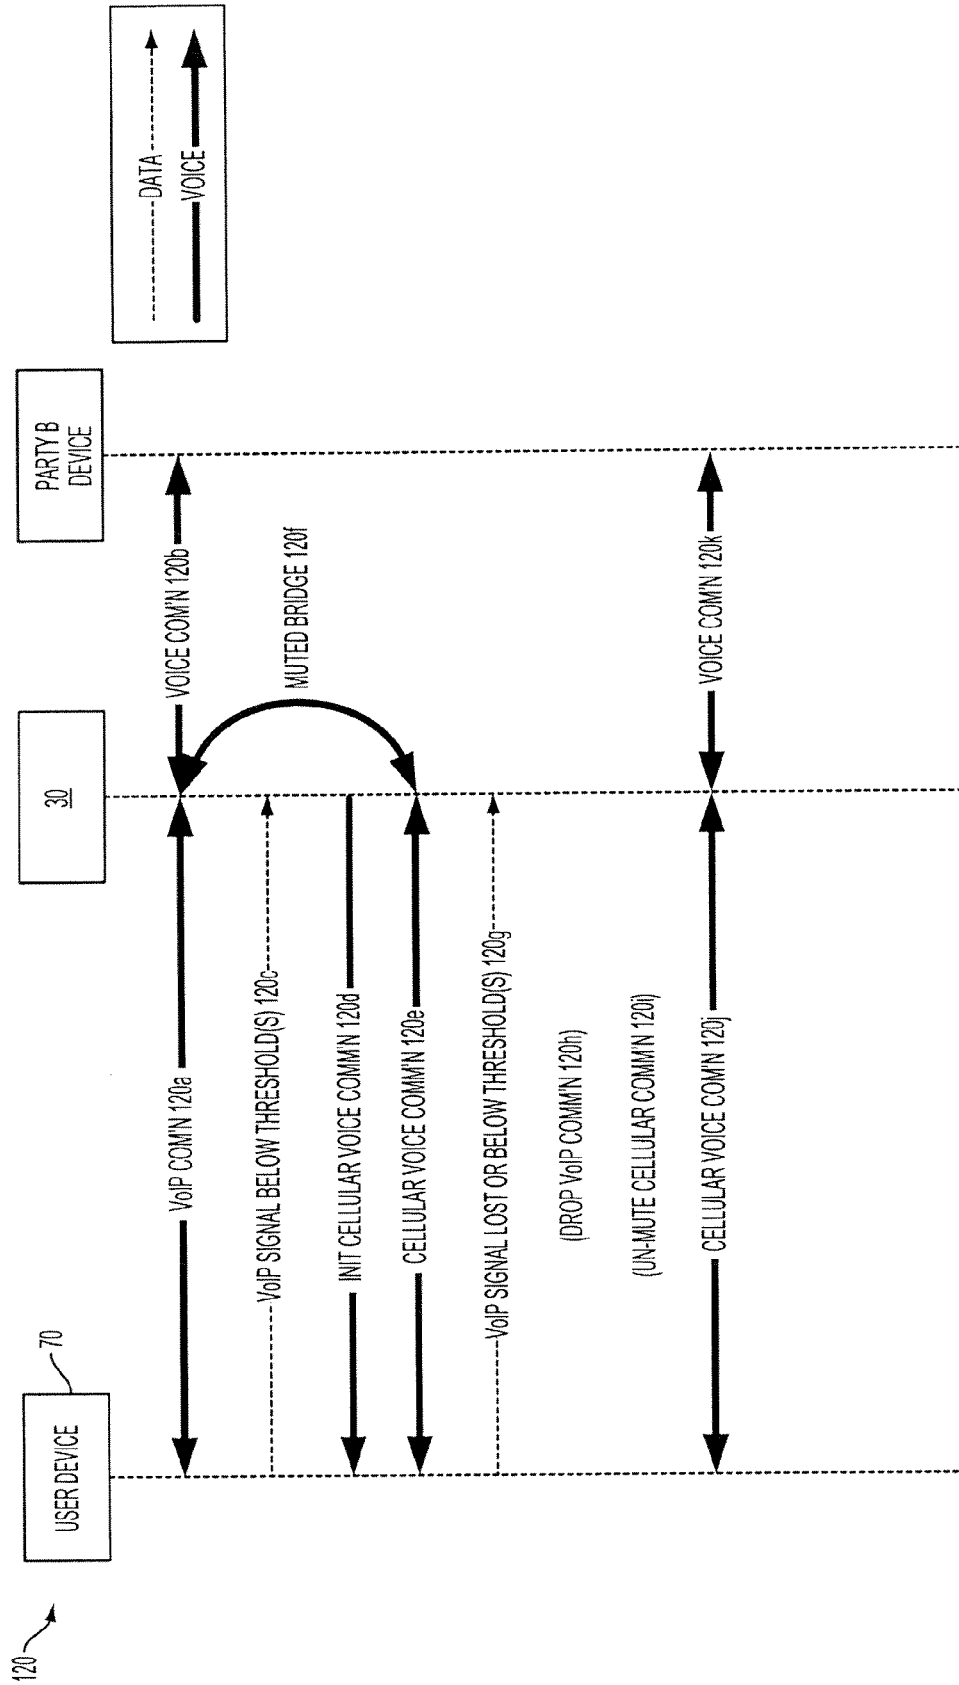 120
USER DEVICE
70
30
PARTY B
DEVICE
DATA
VOICE
VoIP COM'N 120a
VOICE COM'N 120b
VoIP SIGNAL BELOW THRESHOLD(S) 120c
MUTED BRIDGE 120f
INIT CELLULAR VOICE COMM'N 120d
CELLULAR VOICE COMM'N 120e
VoIP SIGNAL LOST OR BELOW THRESHOLD(S) 120g
(DROP VoIP COMM'N 120h)
(UN-MUTE CELLULAR COMM'N 120i)
CELLULAR VOICE COM'N 120j
VOICE COM'N 120k